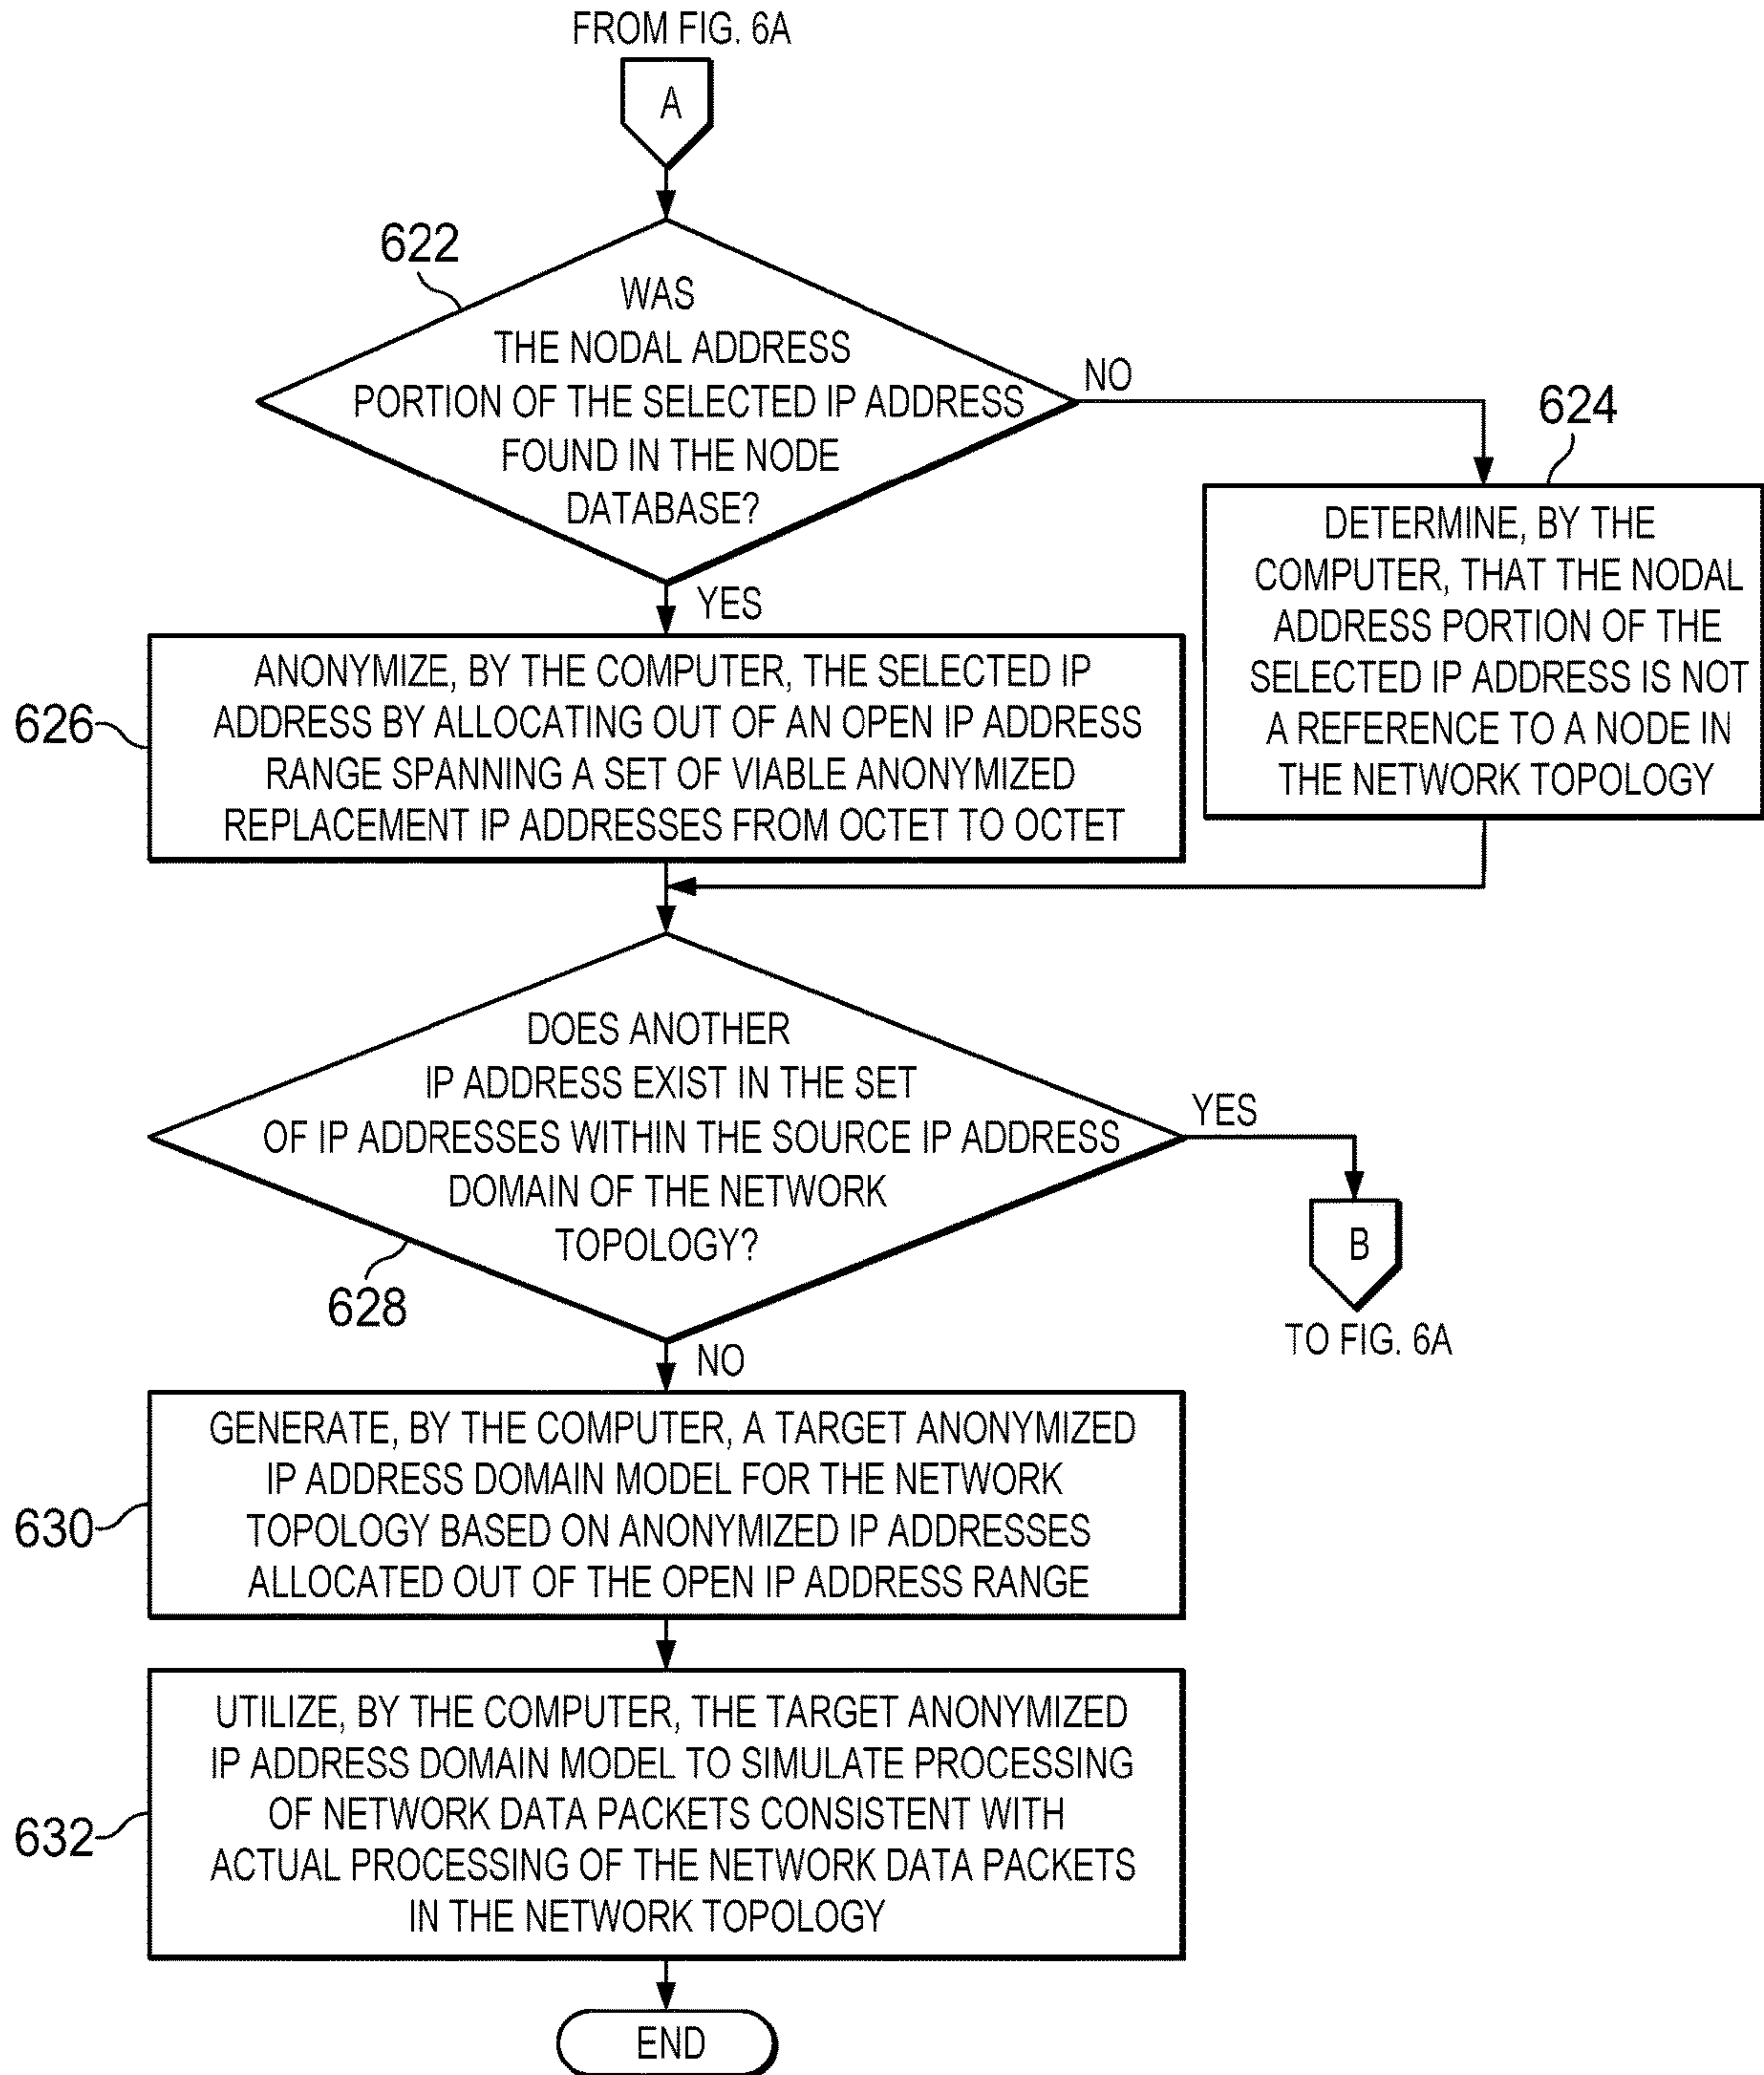 FROM FIG. 6A
A
622
WAS
THE NODAL ADDRESS
PORTION OF THE SELECTED IP ADDRESS
FOUND IN THE NODE
DATABASE?
NO
YES
624
DETERMINE, BY THE
COMPUTER, THAT THE NODAL
ADDRESS PORTION OF THE
SELECTED IP ADDRESS IS NOT
A REFERENCE TO A NODE IN
THE NETWORK TOPOLOGY
626
ANONYMIZE, BY THE COMPUTER, THE SELECTED IP
ADDRESS BY ALLOCATING OUT OF AN OPEN IP ADDRESS
RANGE SPANNING A SET OF VIABLE ANONYMIZED
REPLACEMENT IP ADDRESSES FROM OCTET TO OCTET
DOES ANOTHER
IP ADDRESS EXIST IN THE SET
OF IP ADDRESSES WITHIN THE SOURCE IP ADDRESS
DOMAIN OF THE NETWORK
TOPOLOGY?
628
YES
B
TO FIG. 6A
NO
630
GENERATE, BY THE COMPUTER, A TARGET ANONYMIZED
IP ADDRESS DOMAIN MODEL FOR THE NETWORK
TOPOLOGY BASED ON ANONYMIZED IP ADDRESSES
ALLOCATED OUT OF THE OPEN IP ADDRESS RANGE
632
UTILIZE, BY THE COMPUTER, THE TARGET ANONYMIZED
IP ADDRESS DOMAIN MODEL TO SIMULATE PROCESSING
OF NETWORK DATA PACKETS CONSISTENT WITH
ACTUAL PROCESSING OF THE NETWORK DATA PACKETS
IN THE NETWORK TOPOLOGY
END